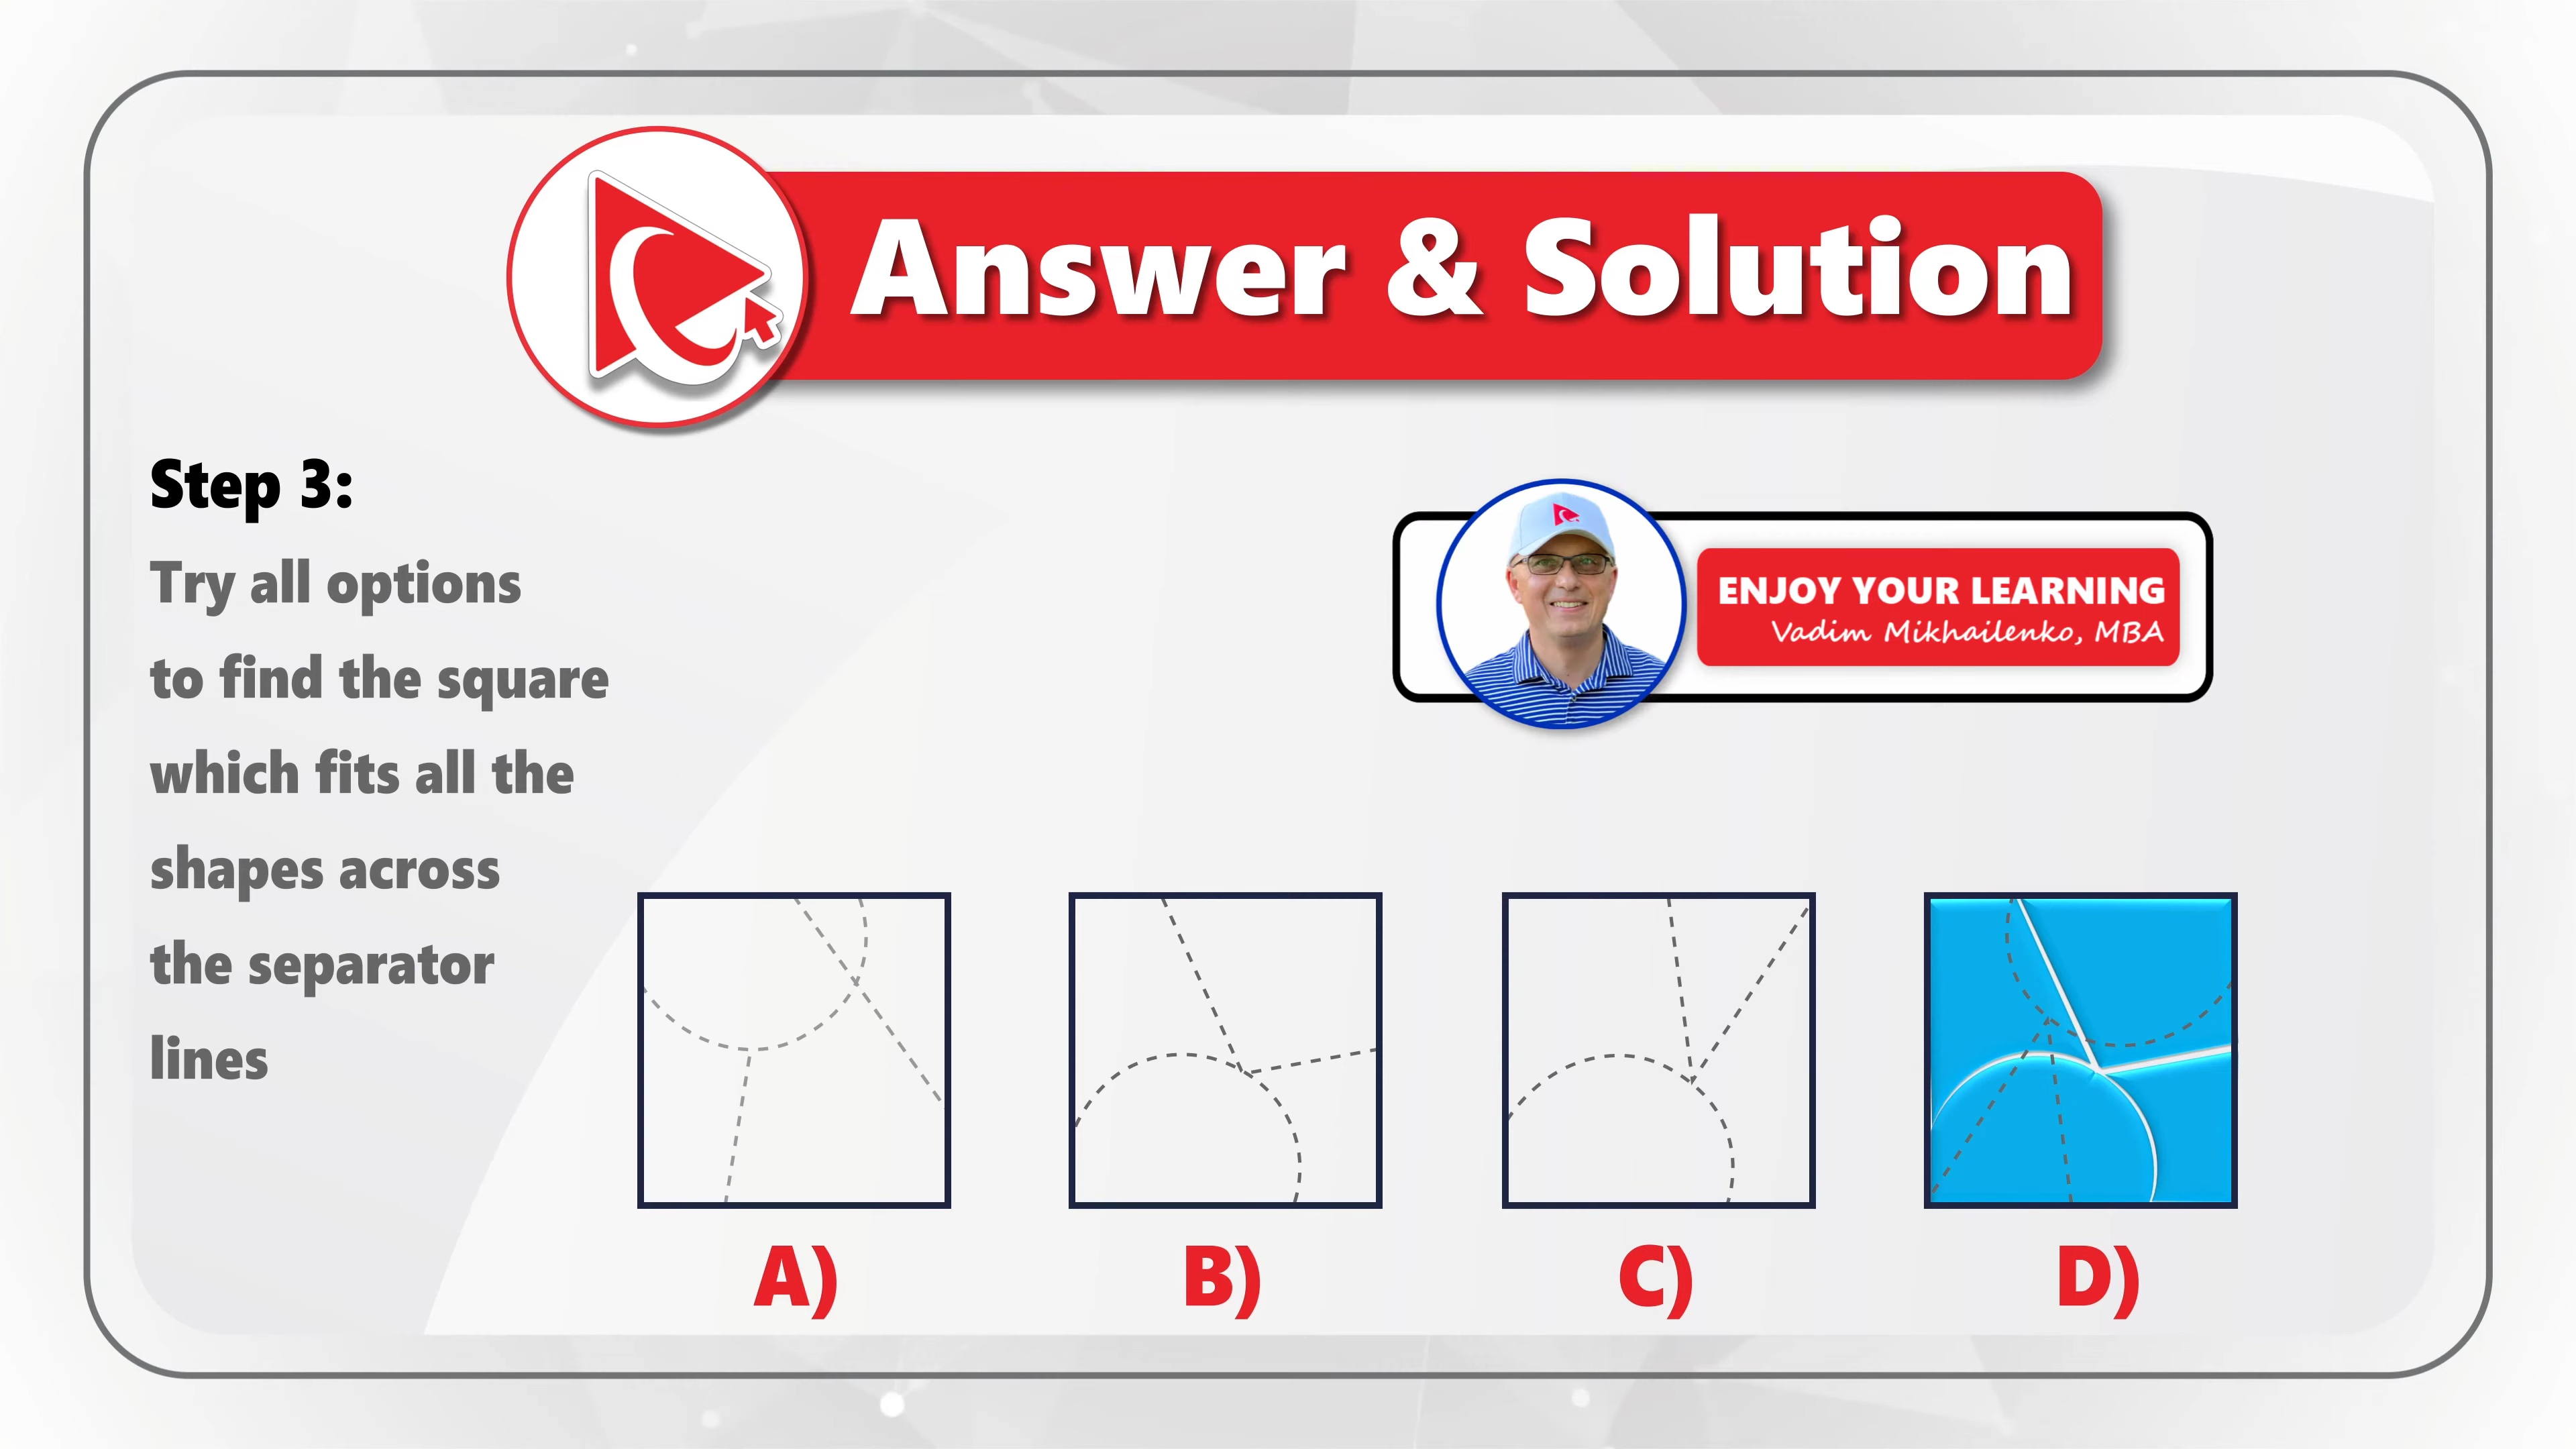 Answer & Solution
Step 3:
Try all options
to find the square
which fits all the
shapes across
the separator
lines
ENJOY YOUR LEARNING
Vadim Mikhailenko, MBA
A)
B)
C)
D)